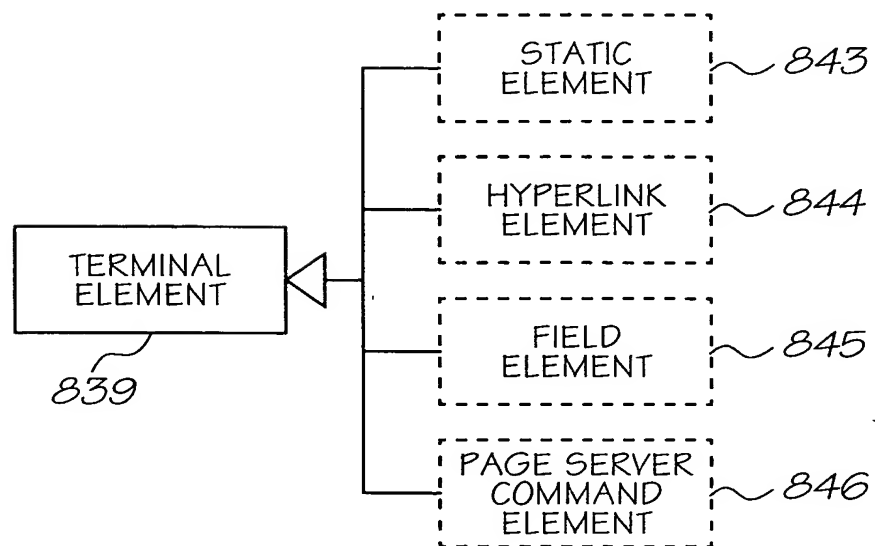 STATIC
ELEMENT
843
HYPERLINK
ELEMENT
844
TERMINAL
ELEMENT
839
FIELD
ELEMENT
845
PAGE SERVER
COMMAND
ELEMENT
846